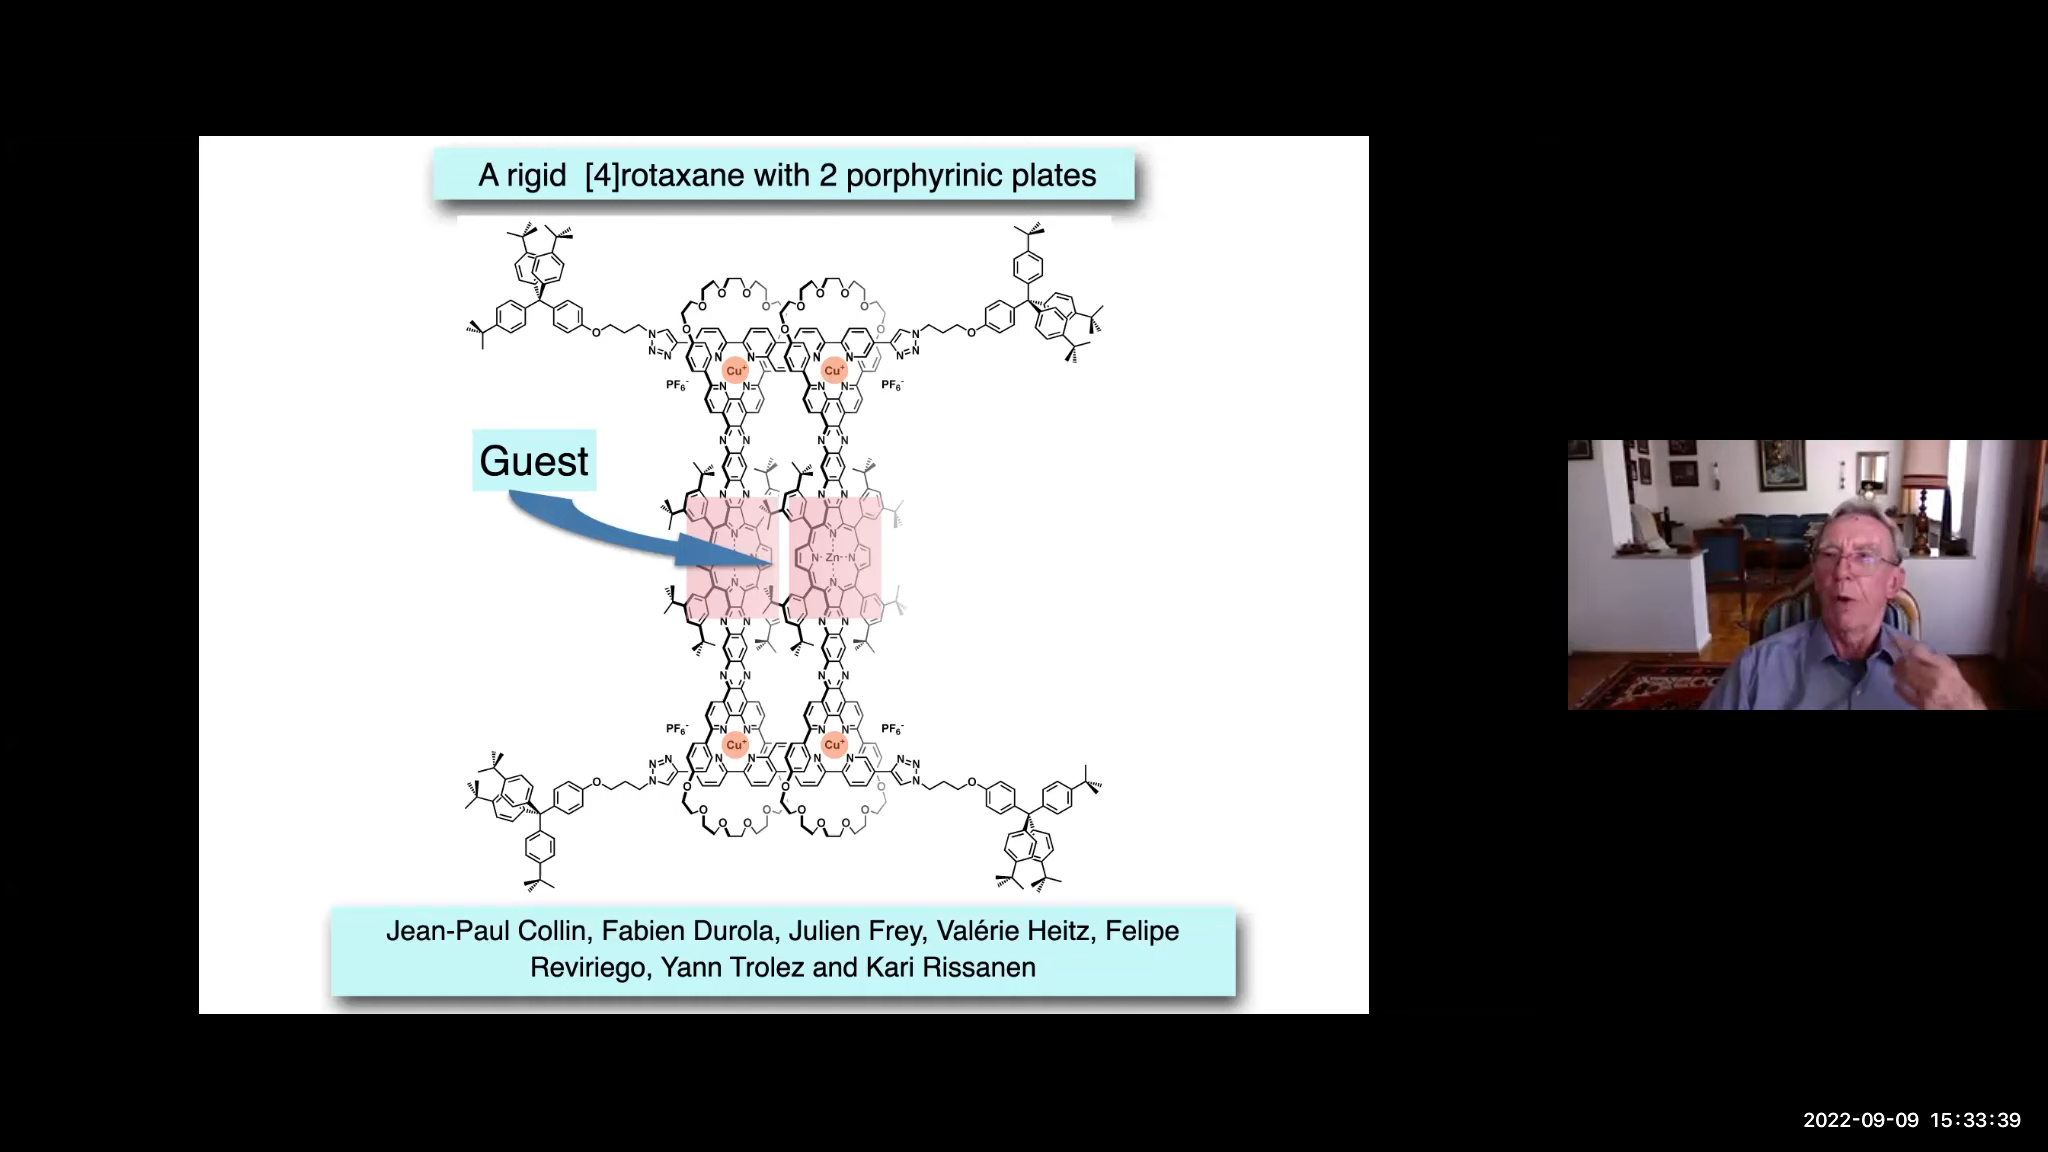 A rigid [4]rotaxane with 2 porphyrinic plates
O N N N Cu⁺ Cu⁺ N N N O
PF₆⁻ PF₆⁻
Guest
N Zn N
PF₆⁻ PF₆⁻
Cu⁺ Cu⁺
Jean-Paul Collin, Fabien Durola, Julien Frey, Valérie Heitz, Felipe
Reviriego, Yann Trolez and Kari Rissanen
2022-09-09 15:33:39